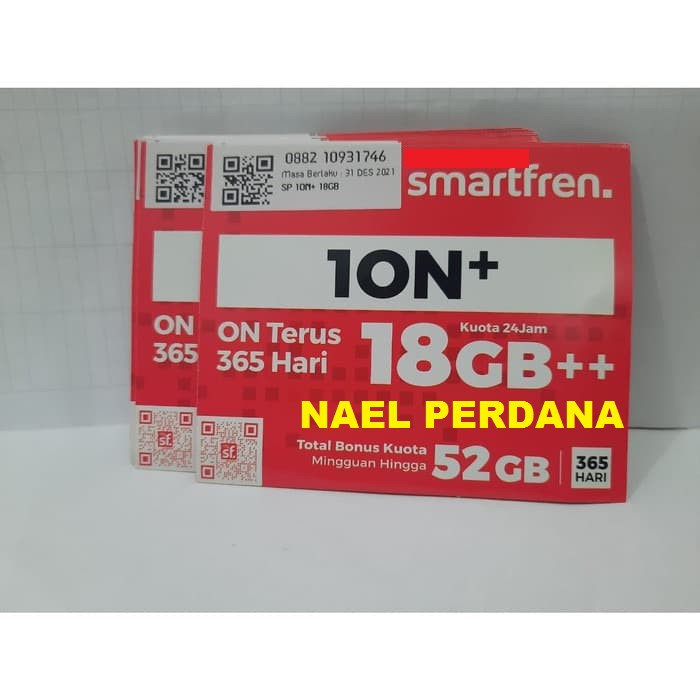 0882 10931746
Masa Berlaku : 31 DES 2021
SP 1ON+ 18GB
smartfren.
1ON+
ON Terus
365 Hari
Kuota 24Jam
18GB++
NAEL PERDANA
Total Bonus Kuota
Mingguan Hingga
52GB
365
HARI
sf.
ON
365
sf.